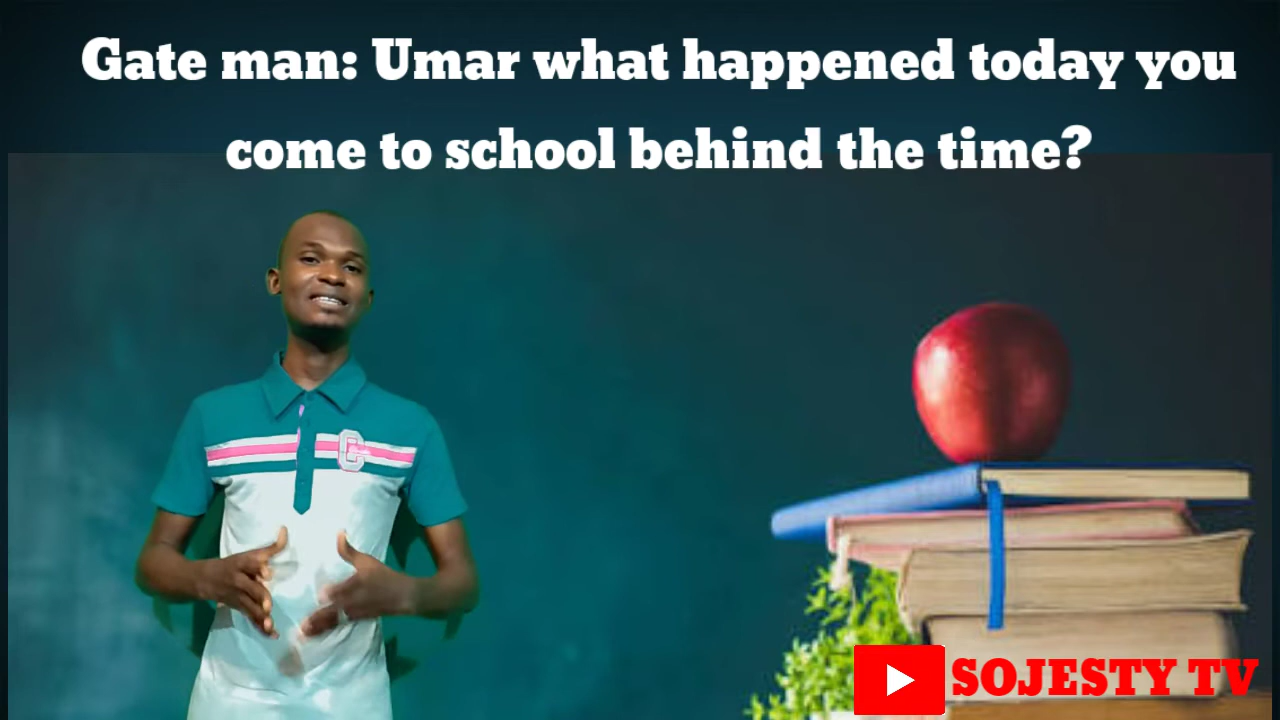 Gate man: Umar what happened today you
come to school behind the time?
C
SOJESTY TV